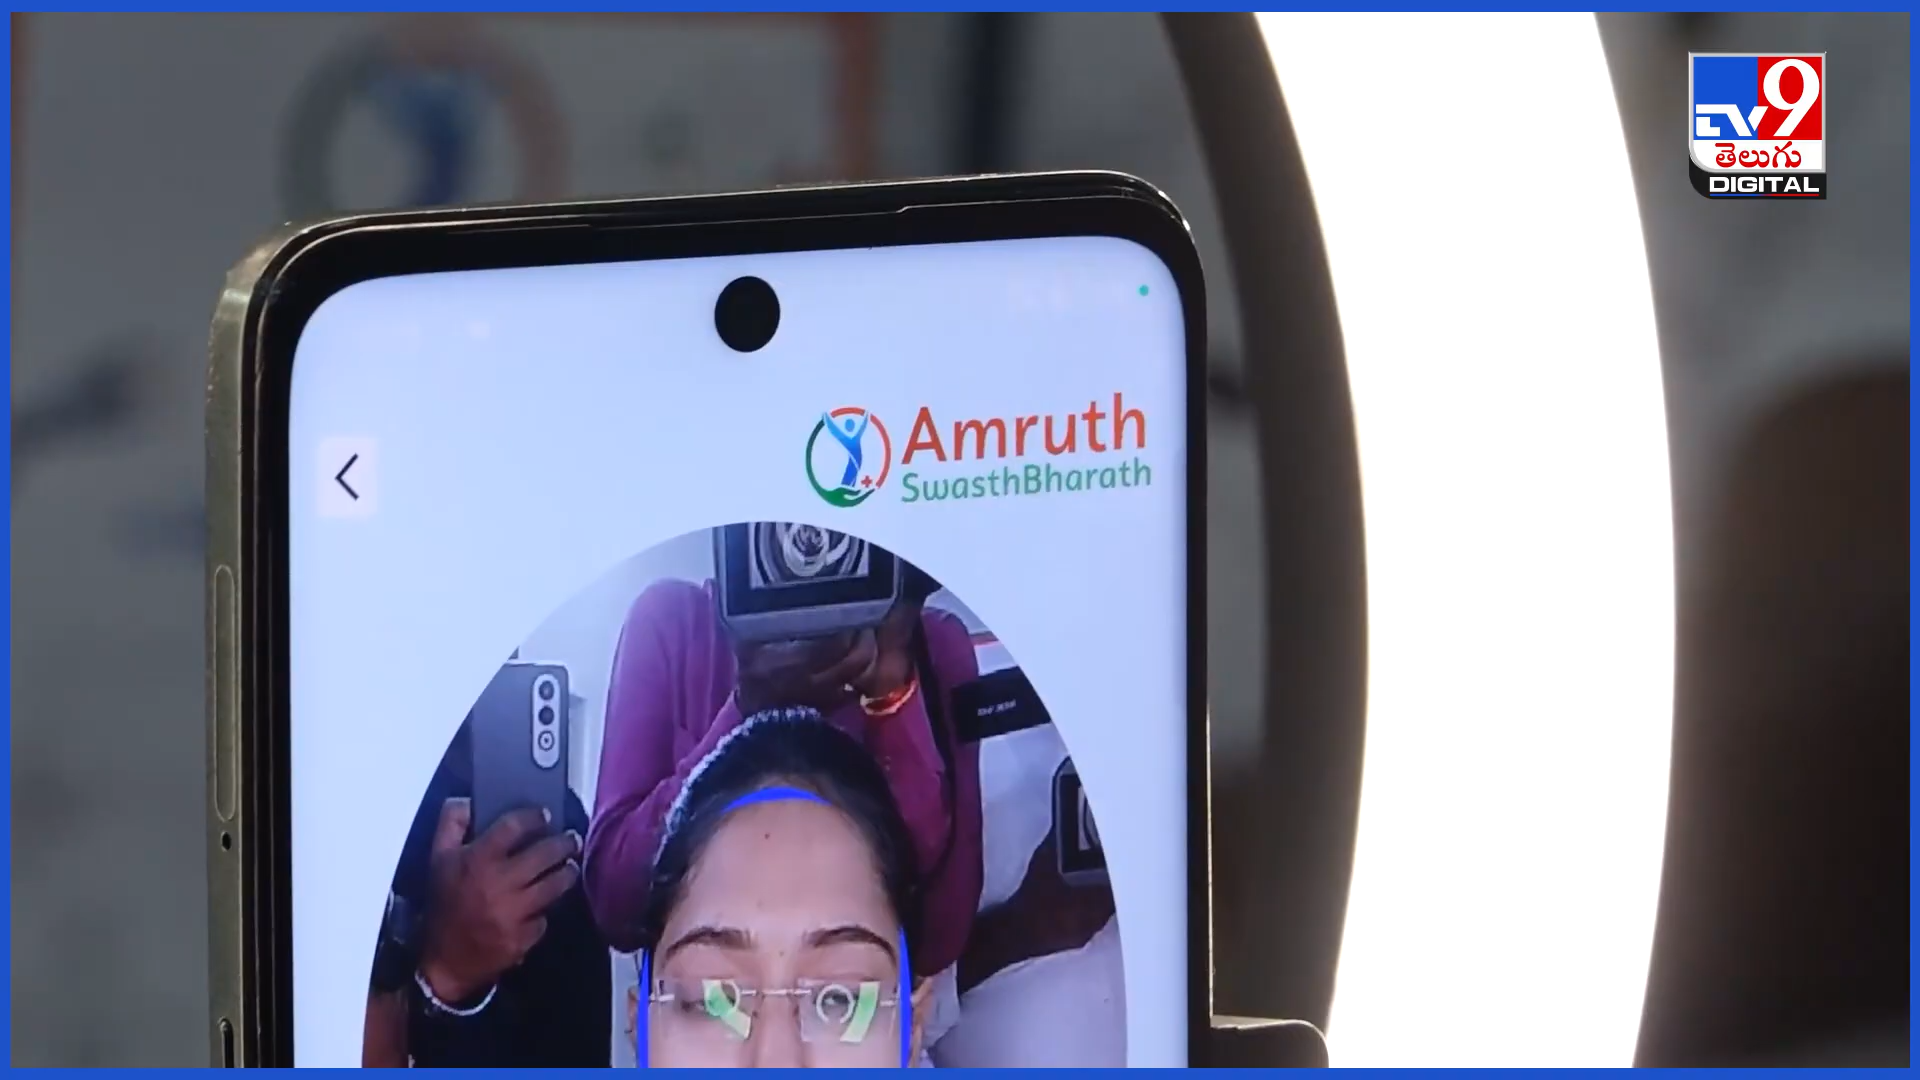 TV9
తెలుగు
DIGITAL
Amruth
SwasthBharath